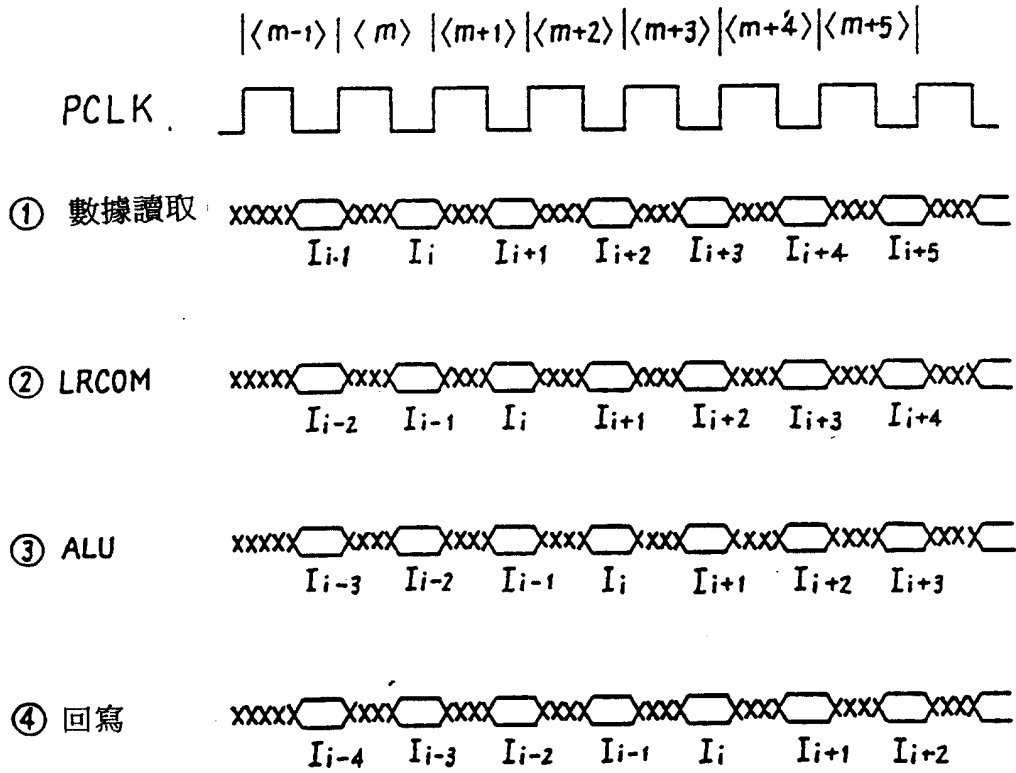 |⟨m-1⟩|⟨m⟩|⟨m+1⟩|⟨m+2⟩|⟨m+3⟩|⟨m+4⟩|⟨m+5⟩|
PCLK
① 數據讀取
Ii-1 Ii Ii+1 Ii+2 Ii+3 Ii+4 Ii+5
② LRCOM
Ii-2 Ii-1 Ii Ii+1 Ii+2 Ii+3 Ii+4
③ ALU
Ii-3 Ii-2 Ii-1 Ii Ii+1 Ii+2 Ii+3
④ 回寫
Ii-4 Ii-3 Ii-2 Ii-1 Ii Ii+1 Ii+2